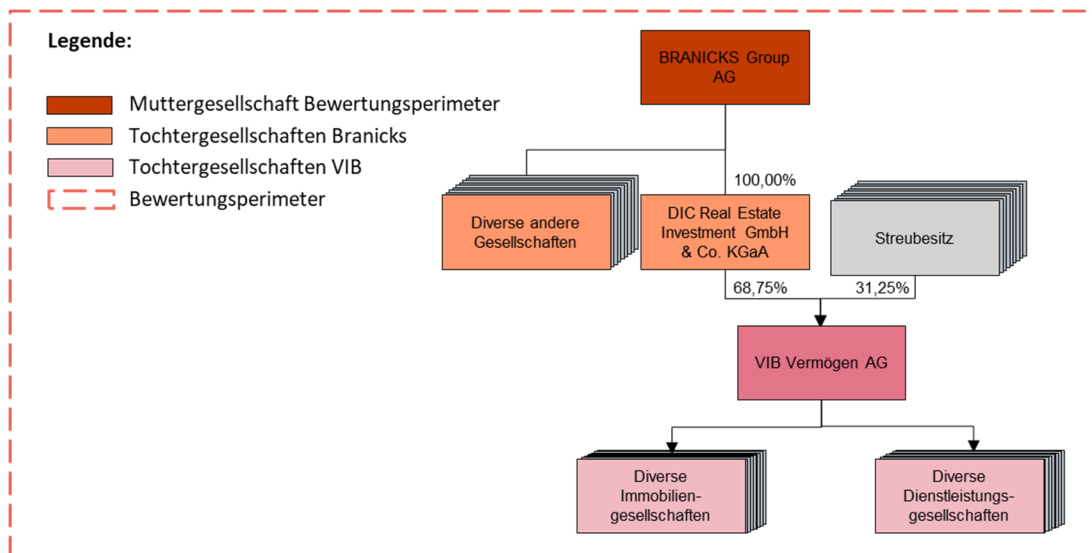 Legende:
Muttergesellschaft Bewertungsperimeter
Tochtergesellschaften Branicks
Tochtergesellschaften VIB
Bewertungsperimeter
BRANICKS Group
AG
100,00%
Diverse andere
Gesellschaften
DIC Real Estate
Investment GmbH
& Co. KGaA
Streubesitz
68,75%
31,25%
VIB Vermögen AG
Diverse
Immobilien-
gesellschaften
Diverse
Dienstleistungs-
gesellschaften